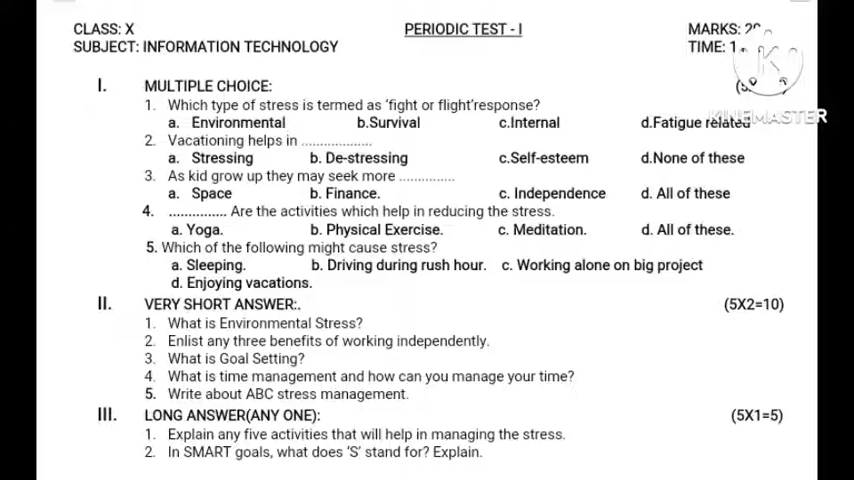 CLASS: X PERIODIC TEST - I MARKS: 20
SUBJECT: INFORMATION TECHNOLOGY TIME: 1
I. MULTIPLE CHOICE:
1. Which type of stress is termed as ‘fight or flight’response?
a. Environmental b.Survival c.Internal d.Fatigue related
2. Vacationing helps in ...................
a. Stressing b. De-stressing c.Self-esteem d.None of these
3. As kid grow up they may seek more ...............
a. Space b. Finance. c. Independence d. All of these
4. ............... Are the activities which help in reducing the stress.
a. Yoga. b. Physical Exercise. c. Meditation. d. All of these.
5. Which of the following might cause stress?
a. Sleeping. b. Driving during rush hour. c. Working alone on big project
d. Enjoying vacations.
II. VERY SHORT ANSWER:. (5X2=10)
1. What is Environmental Stress?
2. Enlist any three benefits of working independently.
3. What is Goal Setting?
4. What is time management and how can you manage your time?
5. Write about ABC stress management.
III. LONG ANSWER(ANY ONE): (5X1=5)
1. Explain any five activities that will help in managing the stress.
2. In SMART goals, what does ‘S’ stand for? Explain.
K
KINEMASTER